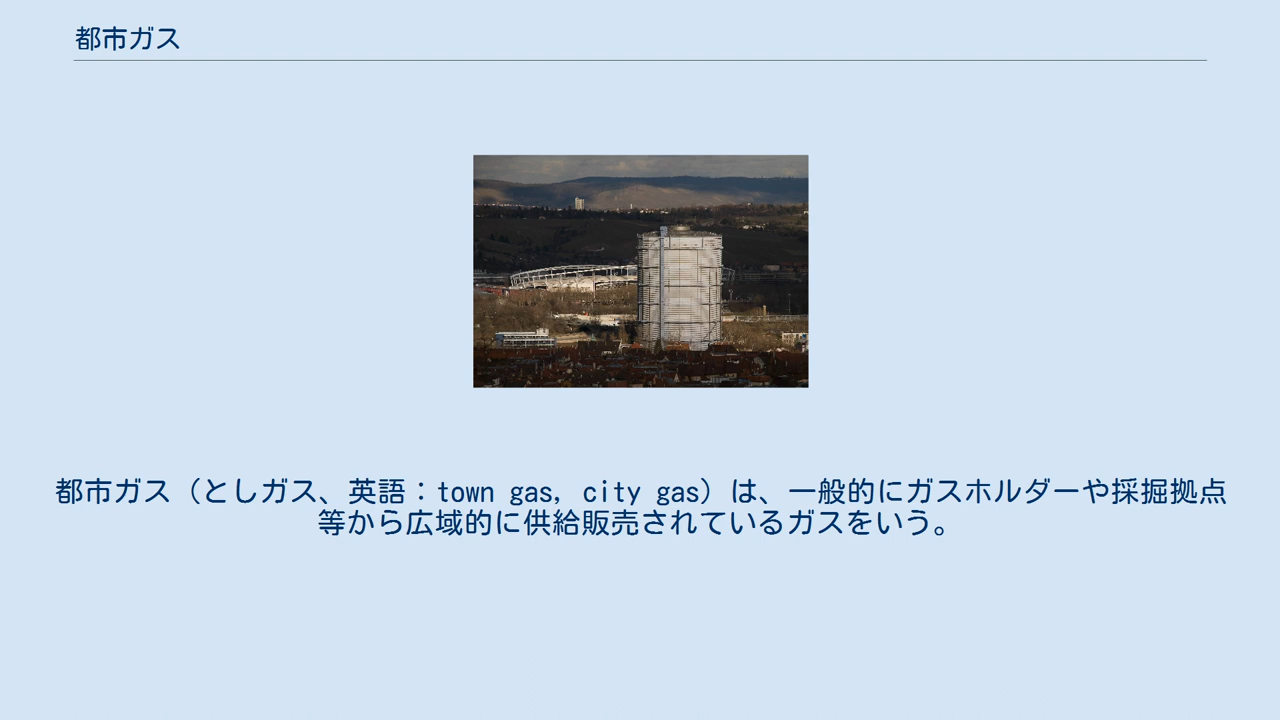 都市ガス
都市ガス（としガス、英語：town gas, city gas）は、一般的にガスホルダーや採掘拠点
等から広域的に供給販売されているガスをいう。